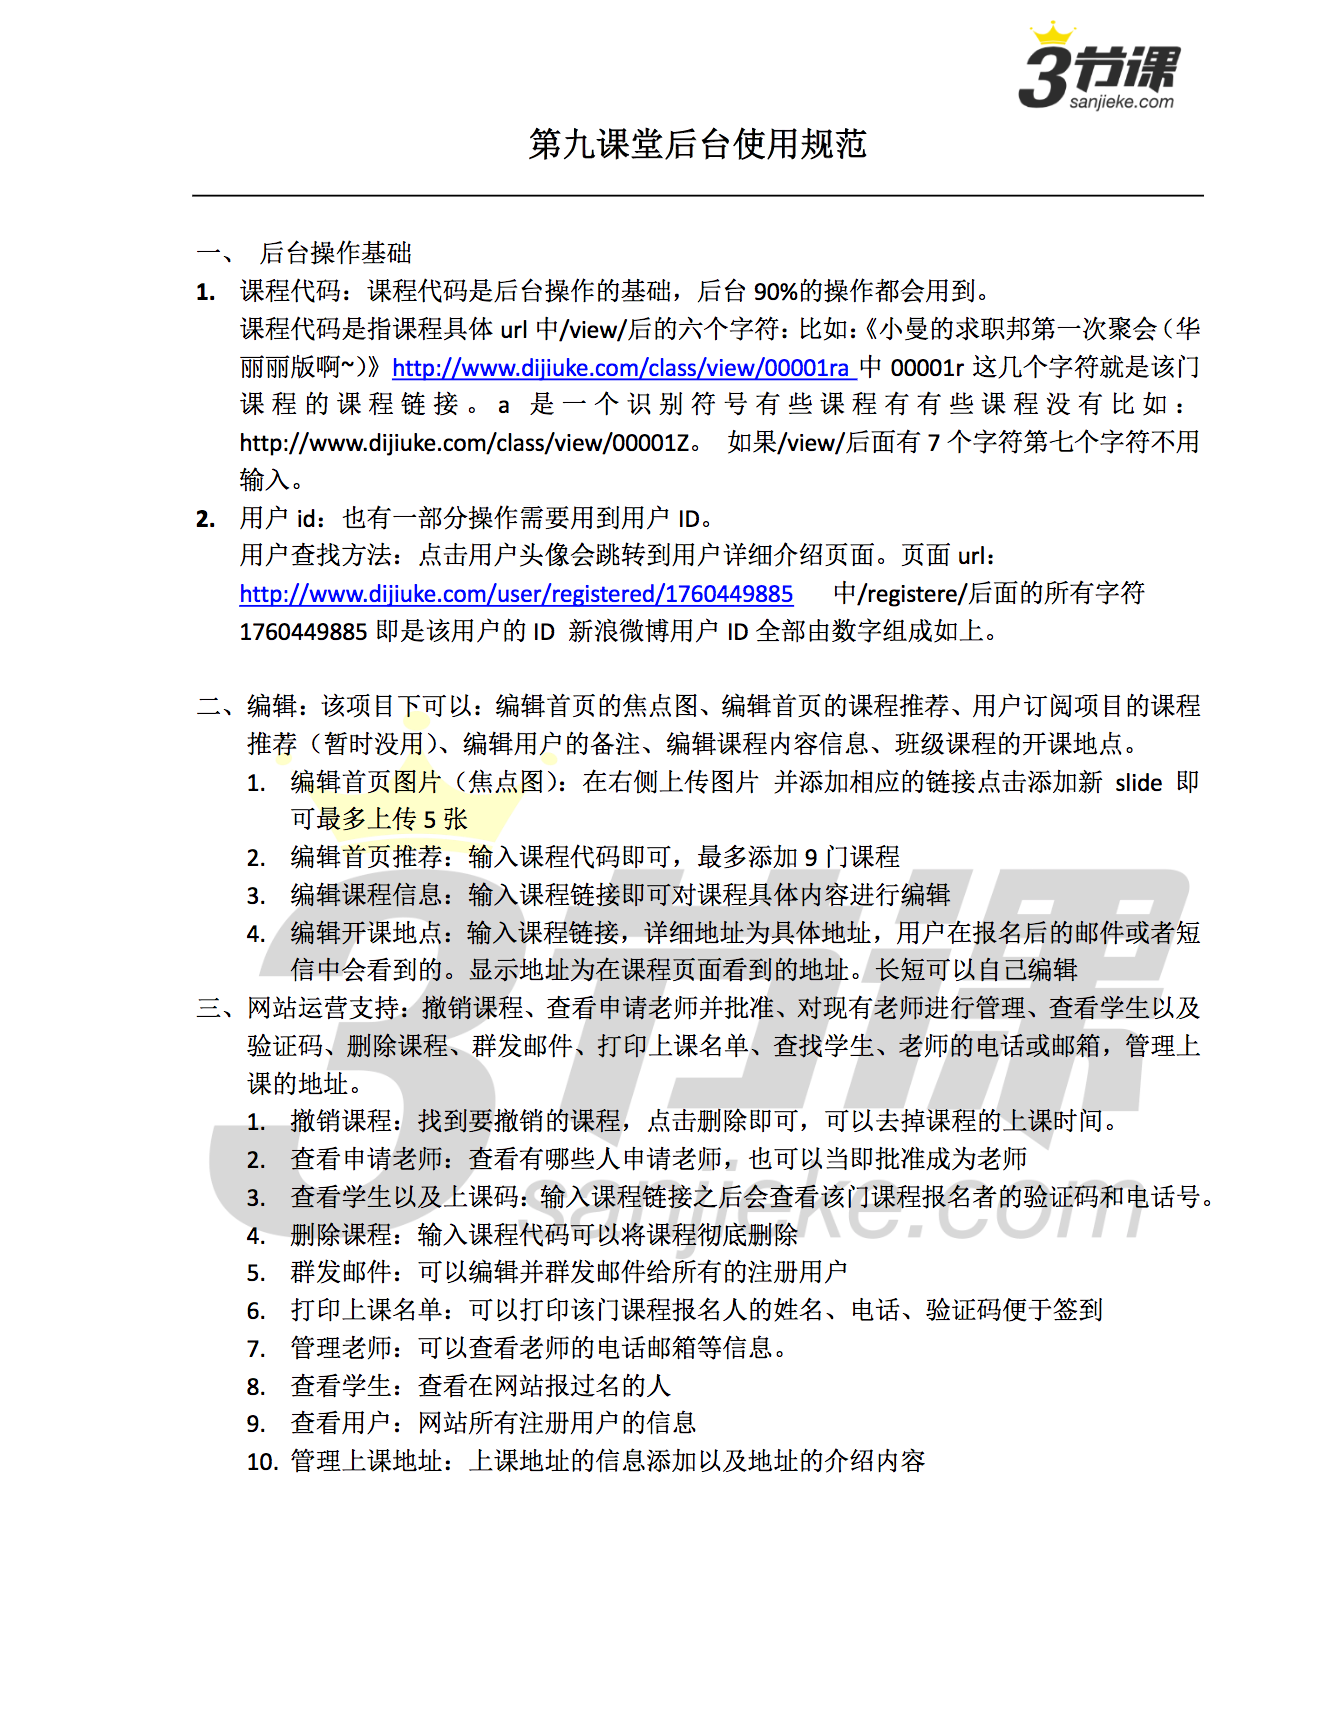 3节课
sanjieke.com
第九课堂后台使用规范
一、 后台操作基础
1. 课程代码：课程代码是后台操作的基础，后台 90%的操作都会用到。
课程代码是指课程具体 url 中/view/后的六个字符：比如：《小曼的求职邦第一次聚会（华
丽丽版啊~）》http://www.dijiuke.com/class/view/00001ra 中 00001r 这几个字符就是该门
课程的课程链接。a 是一个识别符号有些课程有有些课程没有比如：
http://www.dijiuke.com/class/view/00001Z。 如果/view/后面有 7 个字符第七个字符不用
输入。
2. 用户 id：也有一部分操作需要用到用户 ID。
用户查找方法：点击用户头像会跳转到用户详细介绍页面。页面 url：
http://www.dijiuke.com/user/registered/1760449885 中/registere/后面的所有字符
1760449885 即是该用户的 ID 新浪微博用户 ID 全部由数字组成如上。
二、编辑：该项目下可以：编辑首页的焦点图、编辑首页的课程推荐、用户订阅项目的课程
推荐（暂时没用）、编辑用户的备注、编辑课程内容信息、班级课程的开课地点。
1. 编辑首页图片（焦点图）：在右侧上传图片 并添加相应的链接点击添加新 slide 即
可最多上传 5 张
2. 编辑首页推荐：输入课程代码即可，最多添加 9 门课程
3. 编辑课程信息：输入课程链接即可对课程具体内容进行编辑
4. 编辑开课地点：输入课程链接，详细地址为具体地址，用户在报名后的邮件或者短
信中会看到的。显示地址为在课程页面看到的地址。长短可以自己编辑
三、网站运营支持：撤销课程、查看申请老师并批准、对现有老师进行管理、查看学生以及
验证码、删除课程、群发邮件、打印上课名单、查找学生、老师的电话或邮箱，管理上
课的地址。
1. 撤销课程：找到要撤销的课程，点击删除即可，可以去掉课程的上课时间。
2. 查看申请老师：查看有哪些人申请老师，也可以当即批准成为老师
3. 查看学生以及上课码：输入课程链接之后会查看该门课程报名者的验证码和电话号。
4. 删除课程：输入课程代码可以将课程彻底删除
5. 群发邮件：可以编辑并群发邮件给所有的注册用户
6. 打印上课名单：可以打印该门课程报名人的姓名、电话、验证码便于签到
7. 管理老师：可以查看老师的电话邮箱等信息。
8. 查看学生：查看在网站报过名的人
9. 查看用户：网站所有注册用户的信息
10. 管理上课地址：上课地址的信息添加以及地址的介绍内容
3节课
sanjieke.com